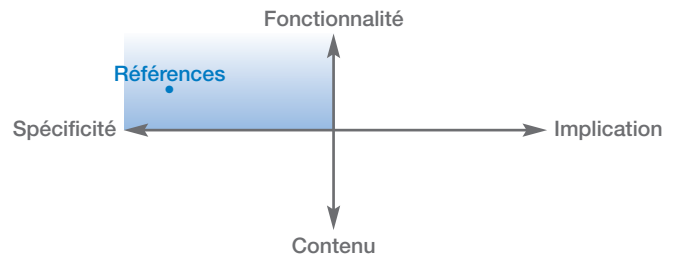 Fonctionnalité
Références
Spécificité
Implication
Contenu